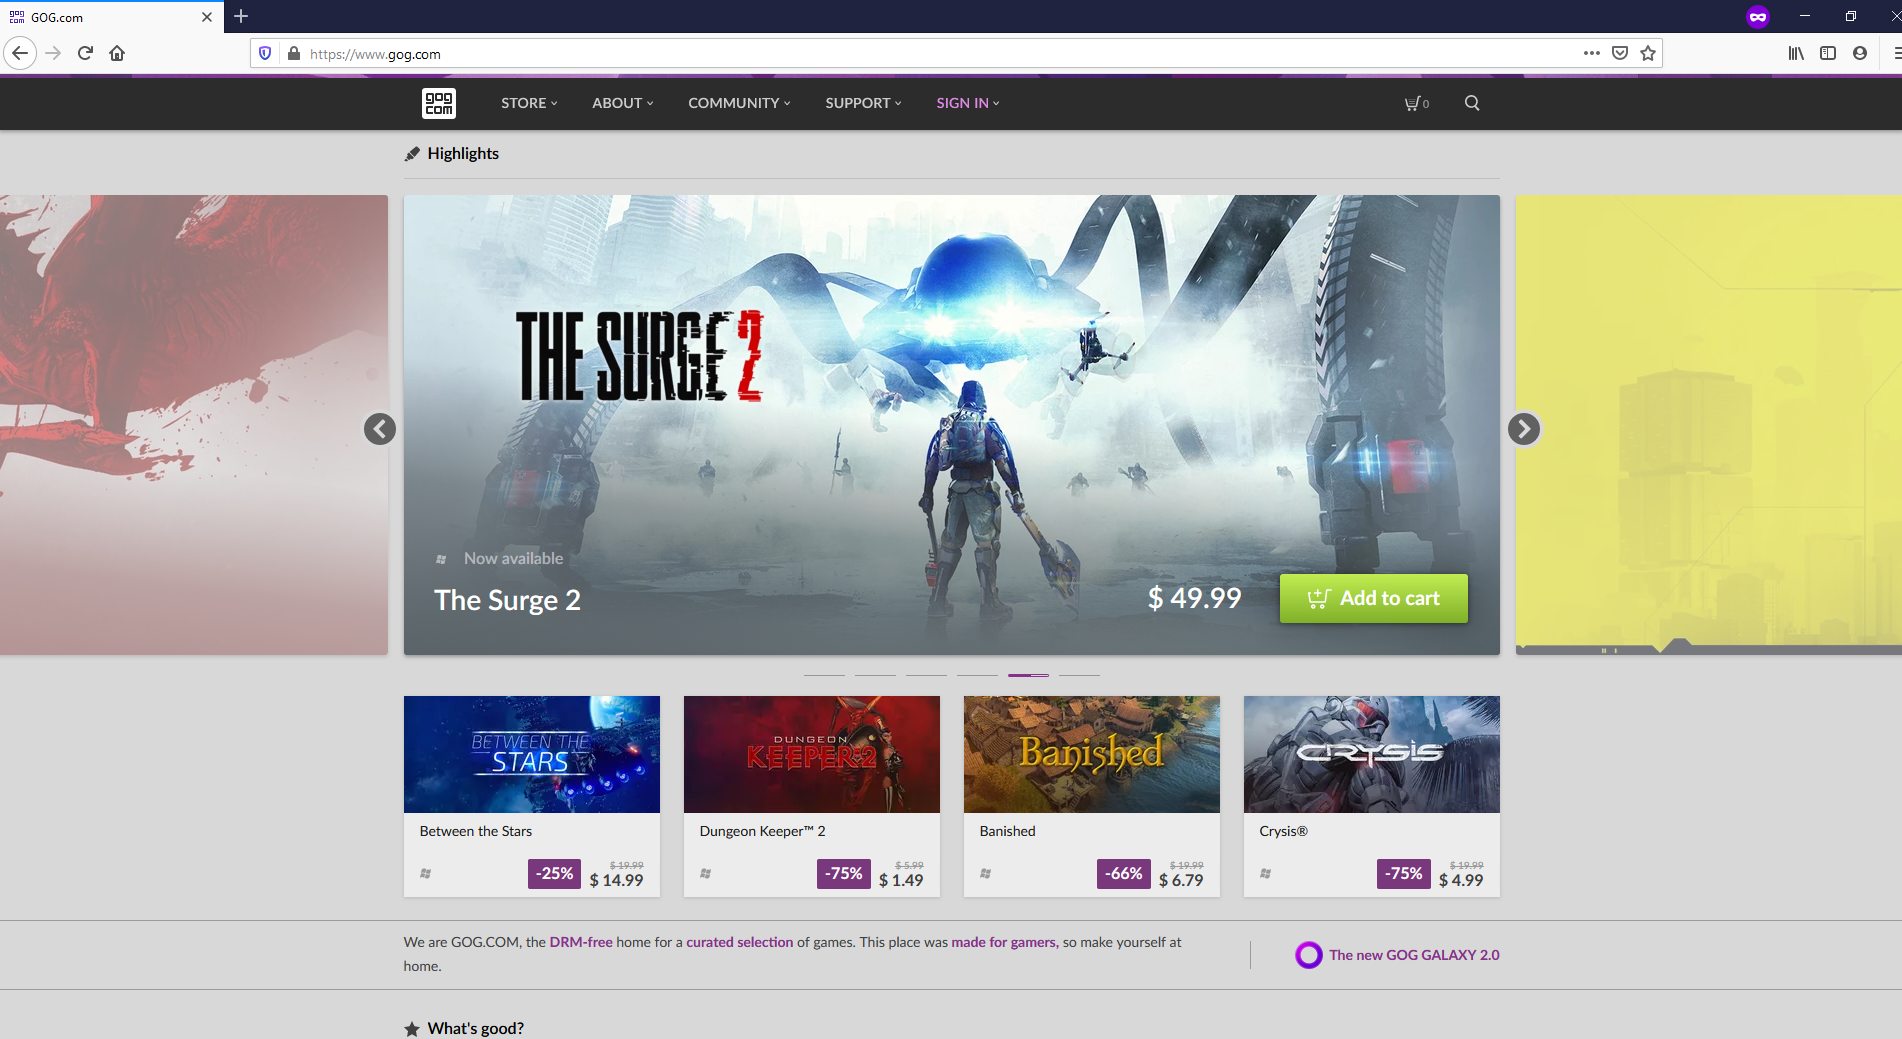 GOG.com
https://www.gog.com
gog
com
STORE
ABOUT
COMMUNITY
SUPPORT
SIGN IN
0
Highlights
THE SURGE 2
Now available
The Surge 2
$ 49.99
Add to cart
BETWEEN THE
STARS
DUNGEON
KEEPER 2
Banished
CRYSIS
Between the Stars
Dungeon Keeper™ 2
Banished
Crysis®
-25%
$ 19.99
$ 14.99
-75%
$ 5.99
$ 1.49
-66%
$ 19.99
$ 6.79
-75%
$ 19.99
$ 4.99
We are GOG.COM, the DRM-free home for a curated selection of games. This place was made for gamers, so make yourself at
home.
The new GOG GALAXY 2.0
What's good?